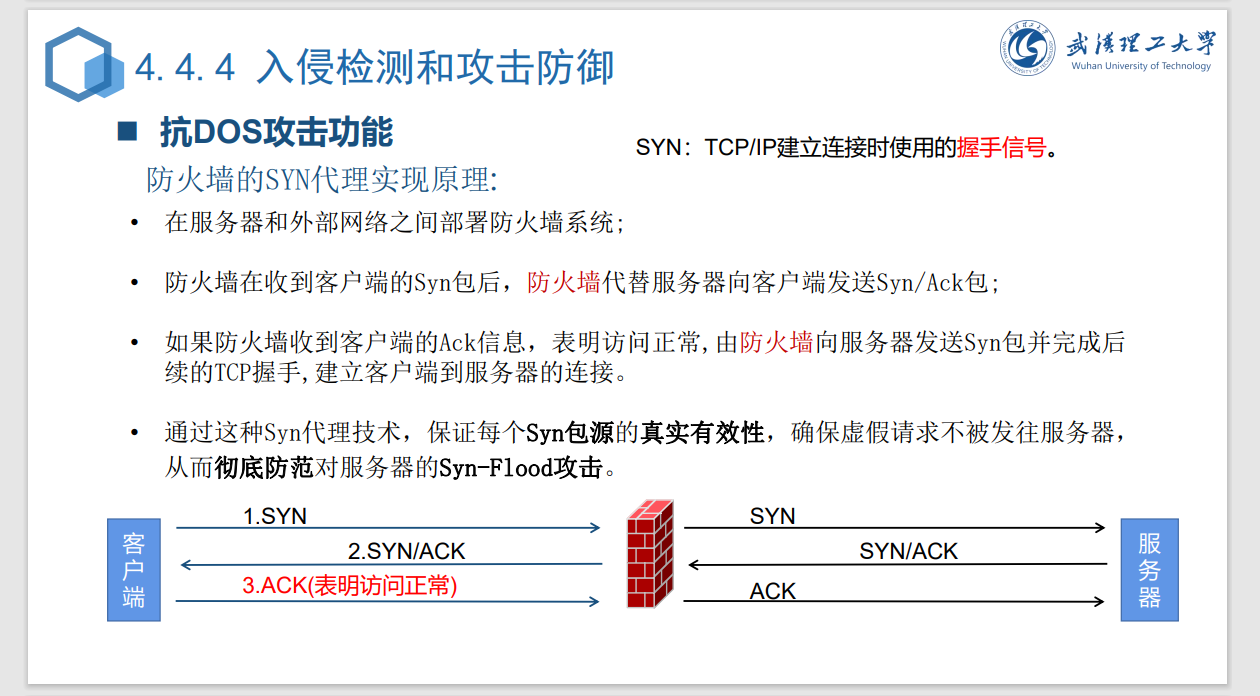 4.4.4 入侵检测和攻击防御
武汉理工大学
Wuhan University of Technology
抗DOS攻击功能
SYN：TCP/IP建立连接时使用的握手信号。
防火墙的SYN代理实现原理:
• 在服务器和外部网络之间部署防火墙系统;
• 防火墙在收到客户端的Syn包后，防火墙代替服务器向客户端发送Syn/Ack包;
• 如果防火墙收到客户端的Ack信息，表明访问正常,由防火墙向服务器发送Syn包并完成后
续的TCP握手,建立客户端到服务器的连接。
• 通过这种Syn代理技术，保证每个Syn包源的真实有效性，确保虚假请求不被发往服务器，
从而彻底防范对服务器的Syn-Flood攻击。
客户端
1.SYN
2.SYN/ACK
3.ACK(表明访问正常)
SYN
SYN/ACK
ACK
服务器